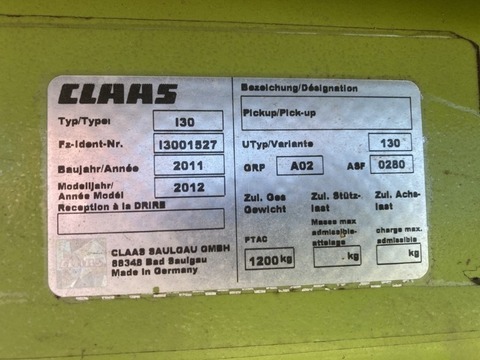 CLAAS
Typ/Type: I30
Fz-Ident-Nr. I3001527
Baujahr/Année 2011
Modelljahr/
Année Modèl 2012
Reception à la DRIRE
CLAAS SAULGAU GMBH
88348 Bad Saulgau
Made in Germany
Bezeichung/Désignation
Pickup/Pick-up
UTyp/Variante 130
GRP A02 ASF 0280
Zul. Ges
Gewicht
PTAC
1200 kg
Zul. Stütz-
last
Masse max
admissible-
attelage
kg
Zul. Achs-
last
charge max.
admissible
kg